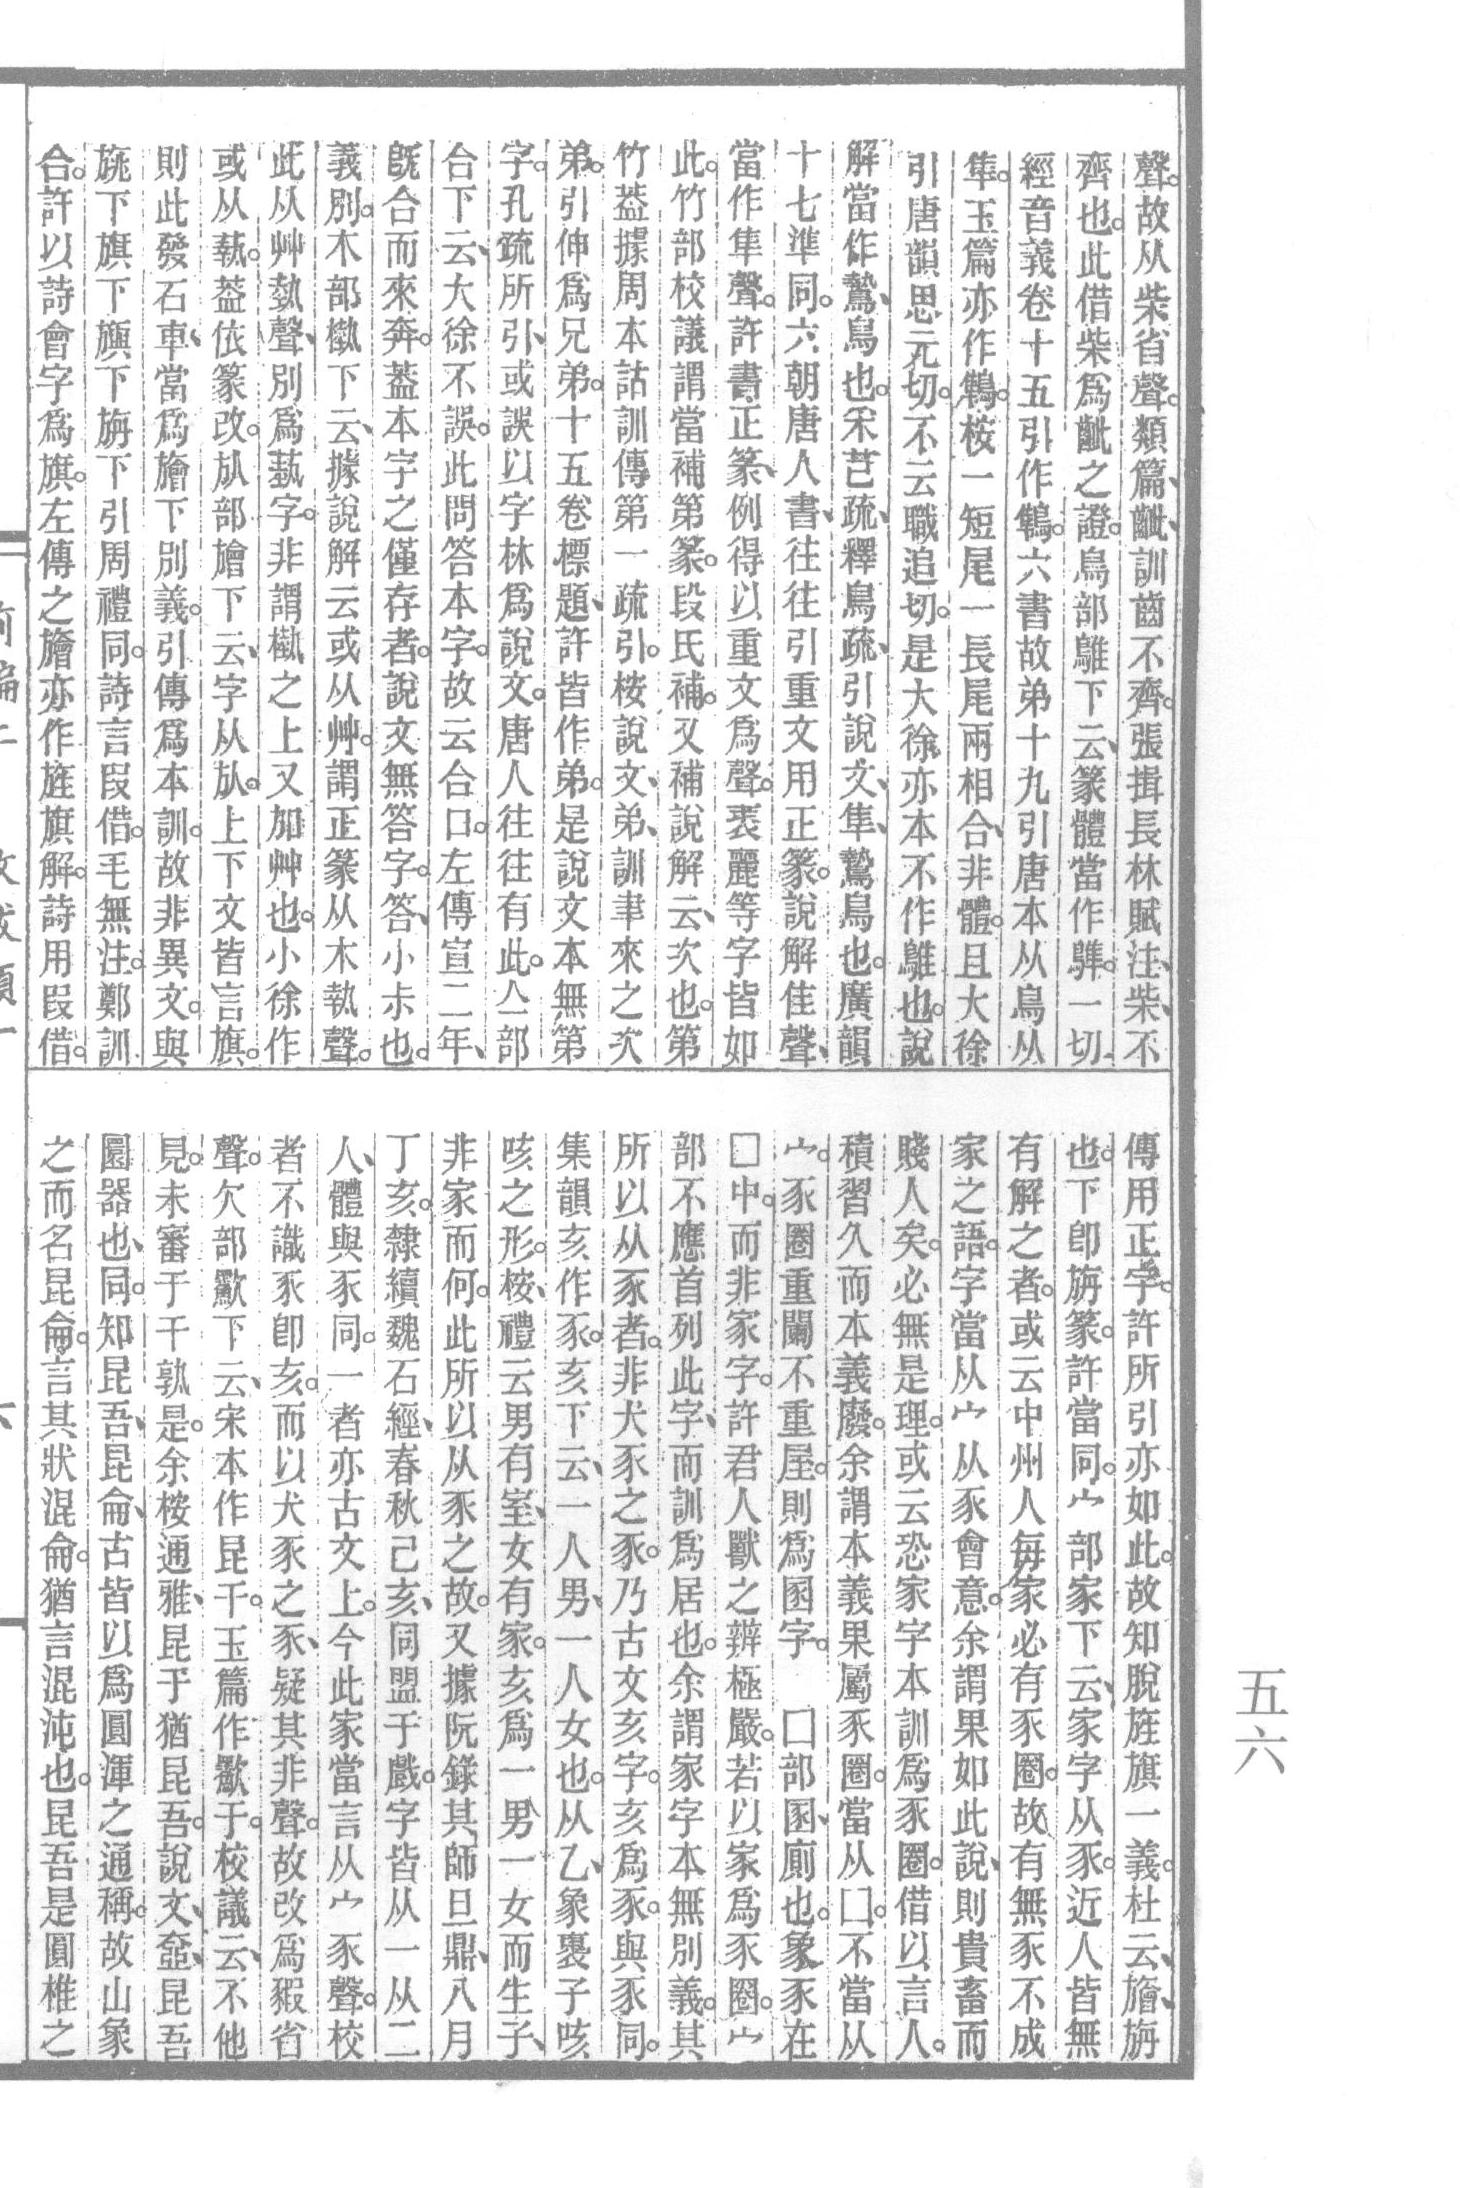 聲。故从柴省聲。類篇、齜、訓齒不齊。張揖長林賦注、柴、不
齊也。此借柴爲齜之證。鳥部鵻下云、篆體當作䳡。一切
經音義卷十五引作鶽。六書故弟十九引唐本从鳥从
隼。玉篇亦作鶽。桉一短尾一長尾兩相合、非體。且大徐
引唐韻思允切。不云職追切。是大徐亦本不作鵻也。說
解當作鷙鳥也。采芑疏、釋鳥疏、引說文、隼、鷙鳥也。廣韻
十七準同。六朝唐人書、往往引重文用正篆。說解隹聲、
當作隼聲。許書正篆、例得以重文爲聲。裘麗等字皆如
此。竹部校議謂當補第篆。段氏補。又補說解云、次也。第
竹葢據周本詁訓傳第一疏引。桉說文、弟、訓韋束之次
弟。引伸爲兄弟。十五卷標題、許皆作弟。是說文本無第
字。孔疏所引、或誤以字林爲說文。唐人往往有此。亼部
合下云、大徐不誤。此問答本字。故云合口。左傳宣二年、
旣合而來奔。葢本字之僅存者。說文無答字。荅、小尗也。
義別。木部槸下云、據說解云或从艸。謂正篆从木執聲。
此从艸埶聲、別爲蓺字。非謂槸之上又加艸也。小徐作
或从蓺。葢依篆改。㫃部旝下云、字从㫃。上下文皆言旗。
則此發石車、當爲旝下別義。引傳爲本訓。故非異文。與
旐下旗下旟下旃下引周禮同。詩言叚借。毛無注。鄭訓
合。許以詩會字爲旗。左傳之旝亦作旌旗解。詩用叚借。
傳用正字。許所引亦如此。故知脫旌旗一義。杜云、旝、旃
也。下卽旃篆。許當同。宀部家下云、家字从豕。近人皆無
有解之者。或云中州人每家必有豕圈。故有無豕不成
家之語。字當从宀从豕會意。余謂果如此說、則貴畜而
賤人矣。必無是理。或云恐家字本訓爲豕圈。借以言人。
積習久而本義廢。余謂本義果屬豕圈。當从囗。不當从
宀。豕圈重闌不重屋。則爲圂字。　囗部圂、廁也。象豕在
囗中。而非家字。許君人獸之辨極嚴。若以家爲豕圈。宀
部不應首列此字、而訓爲居也。余謂家字本無別義。其
所以从豕者。非犬豕之豕。乃古文亥字。亥爲豕。與豕同。
集韻亥作豕。亥下云、一人男、一人女也。从乙、象褢子咳
咳之形。桉、禮云男有室、女有家。亥爲一男一女而生子、
非家而何。此所以从豕之故。又據阮錄其師旦鼎、八月
丁亥。隸續魏石經、春秋己亥、同盟于戲。字皆从一从二
人、體與豕同。一者亦古文上。今此家當言从宀豕聲。校
者不識豕卽亥。而以犬豕之豕、疑其非聲。故改爲豭省
聲。欠部歠下云、宋本作昆干。玉篇作歠于。校議云、不他
見。未審于干孰是。余桉通雅、昆于猶昆吾。說文、壺、昆吾
圜器也、同。知昆吾、昆侖、古皆以爲圓渾之通稱。故山象
之而名昆侖。言其狀混侖。猶言混沌也。昆吾是圓椎之
五六